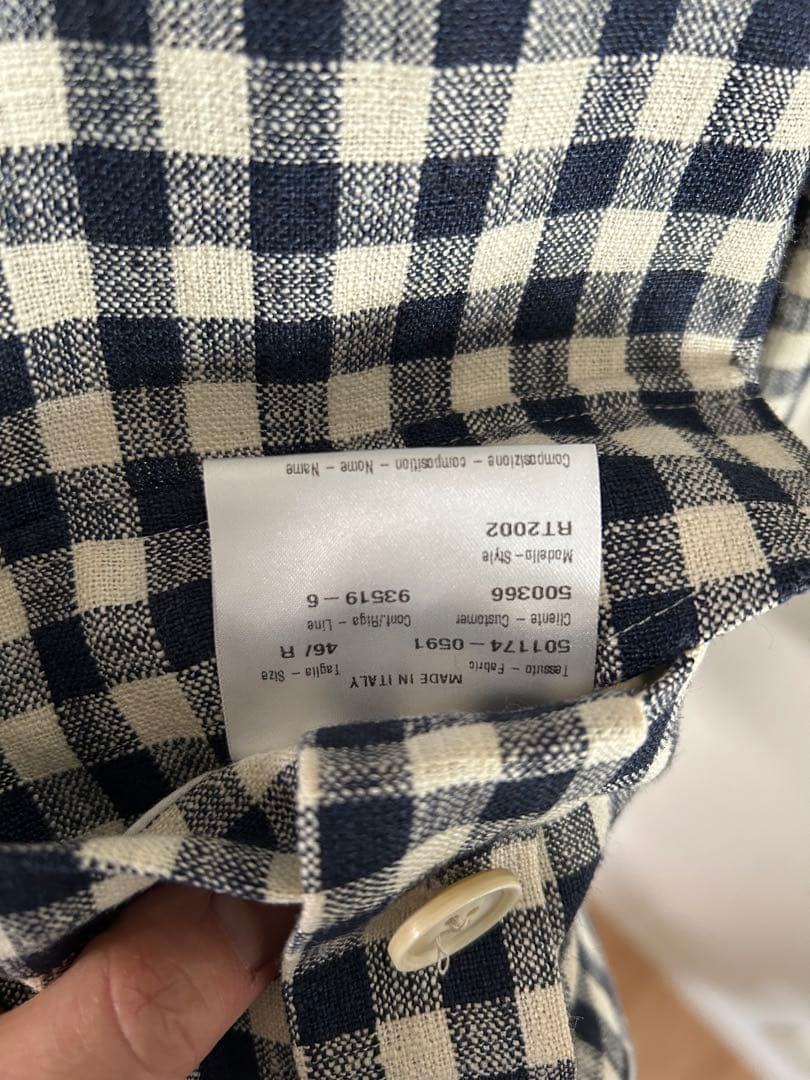 MADE IN ITALY
Tessuto – Fabric Taglia – Size
501174–0591 46/ R
Cliente – Customer Conf./Riga – Line
500366 93519–6
Modello–Style
RT2002
Composizione – composition – Nome – Name